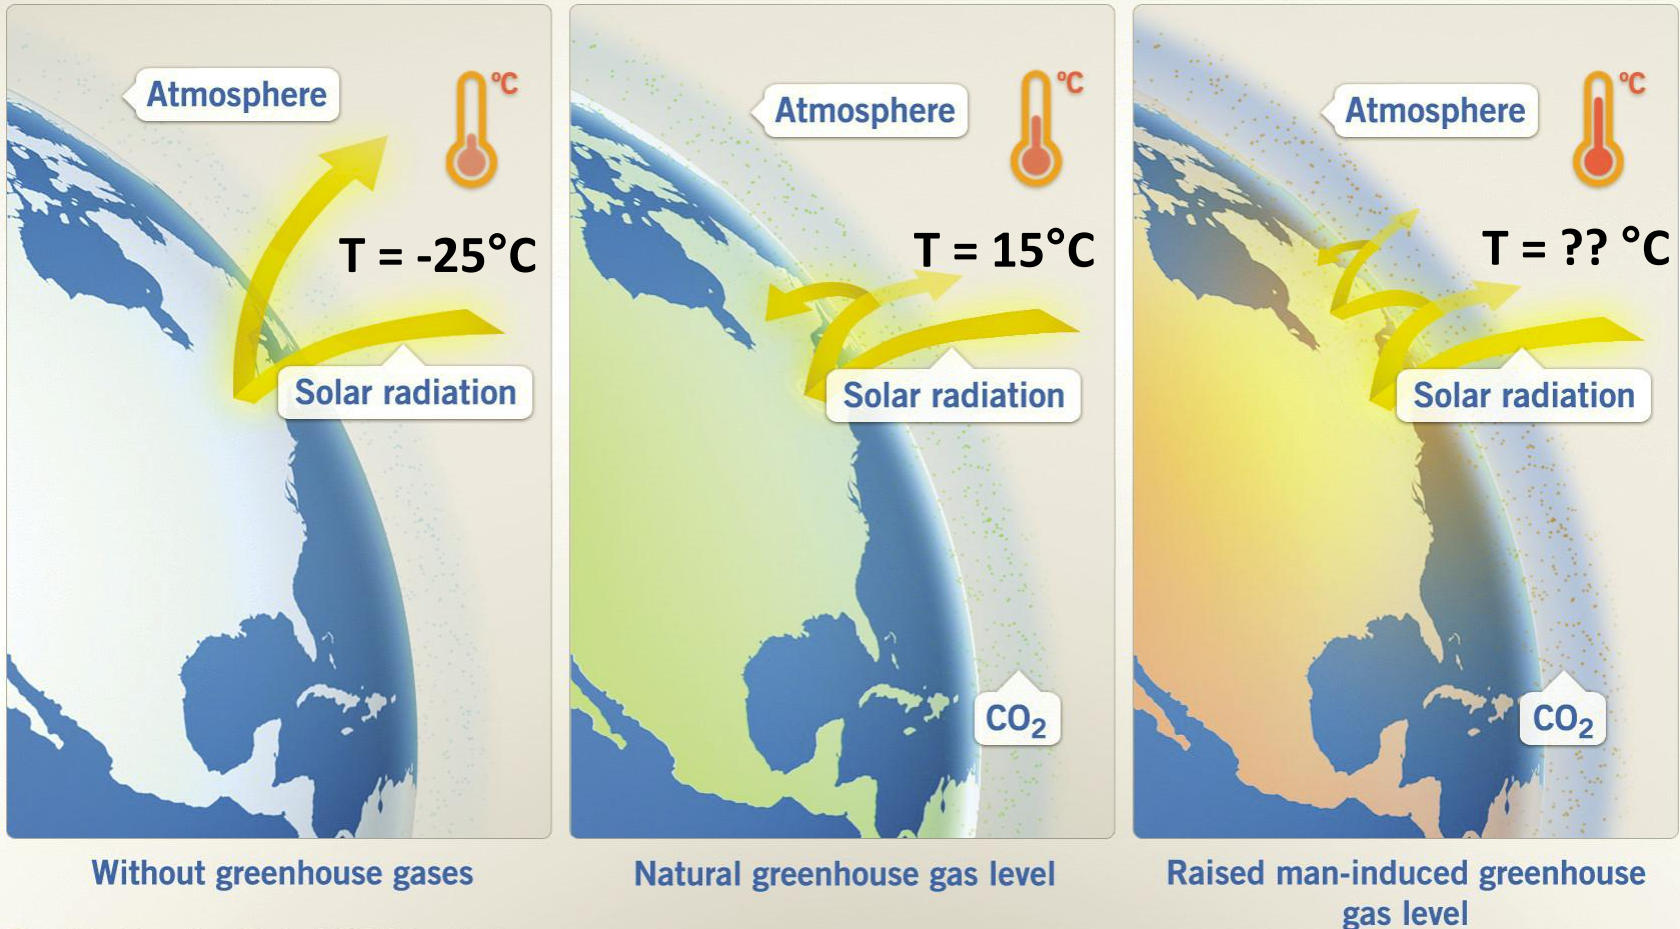 Atmosphere
°C
T = -25°C
Solar radiation
Without greenhouse gases
Atmosphere
°C
T = 15°C
Solar radiation
CO₂
Natural greenhouse gas level
Atmosphere
°C
T = ?? °C
Solar radiation
CO₂
Raised man-induced greenhouse
gas level